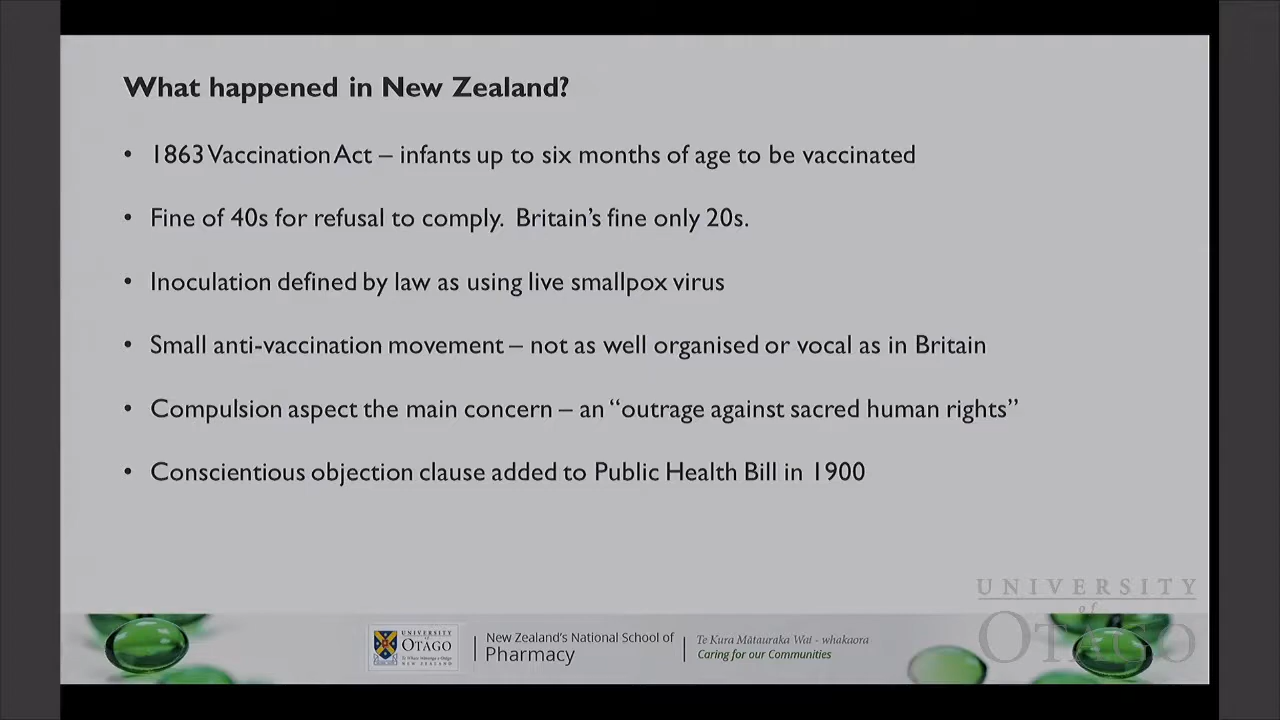 What happened in New Zealand?
• 1863 Vaccination Act – infants up to six months of age to be vaccinated
• Fine of 40s for refusal to comply.  Britain's fine only 20s.
• Inoculation defined by law as using live smallpox virus
• Small anti-vaccination movement – not as well organised or vocal as in Britain
• Compulsion aspect the main concern – an “outrage against sacred human rights”
• Conscientious objection clause added to Public Health Bill in 1900
UNIVERSITY
of
OTAGO
UNIVERSITY
of
OTAGO
Te Whare Wānanga o Otāgo
NEW ZEALAND
New Zealand's National School of
Pharmacy
Te Kura Mātauraka Wai - whakaora
Caring for our Communities